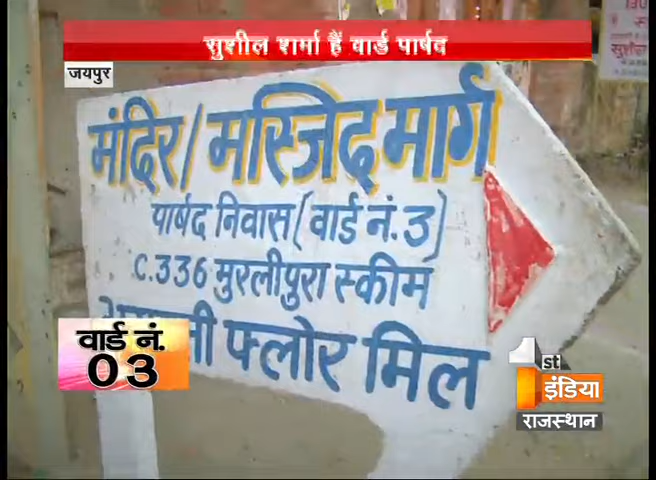 सुशील शर्मा हैं वार्ड पार्षद
जयपुर
मंदिर/मस्जिद मार्ग
पार्षद निवास (वार्ड नं. 3)
C.336 मुरलीपुरा स्कीम
फ्लोर मिल
वार्ड नं.
03
1st
इंडिया
राजस्थान